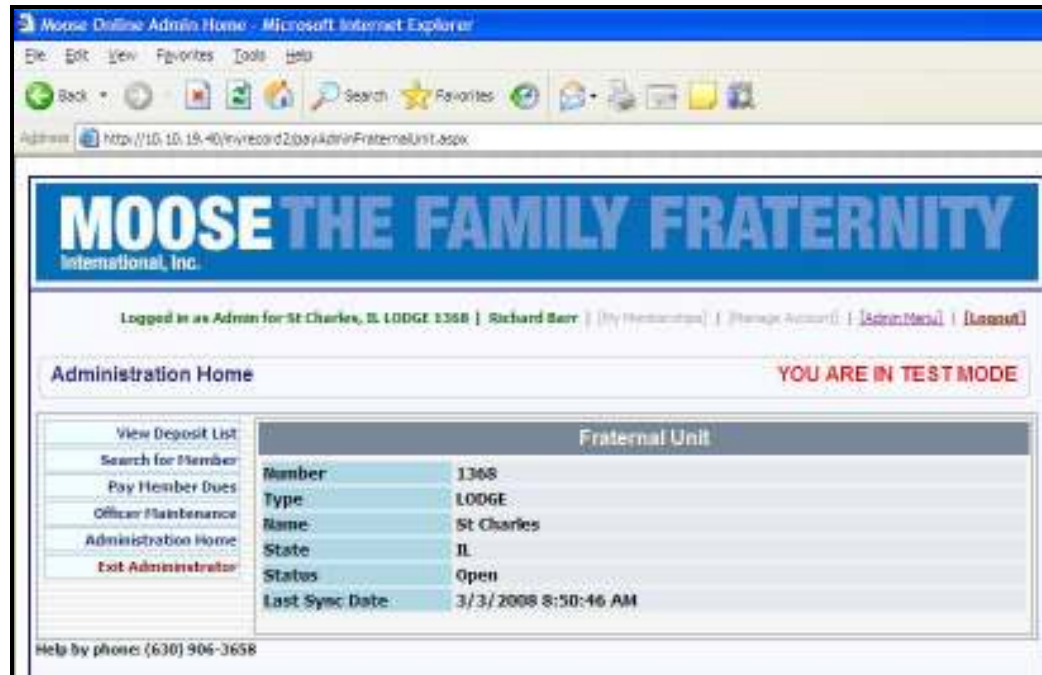 Moose Online Admin Home - Microsoft Internet Explorer
File Edit View Favorites Tools Help
Back Search Favorites
Address http://10.10.19.40/myrecord2/payAdminFraternalUnit.aspx
MOOSE THE FAMILY FRATERNITY
International, Inc.
Logged in as Admin for St Charles, IL LODGE 1368 | Richard Barr | [My Memberships] | [Manage Account] | [Admin Menu] | [Logout]
Administration Home YOU ARE IN TEST MODE
View Deposit List
Search for Member
Pay Member Dues
Officer Maintenance
Administration Home
Exit Administrator
Fraternal Unit
Number 1368
Type LODGE
Name St Charles
State IL
Status Open
Last Sync Date 3/3/2008 8:50:46 AM
Help by phone: (630) 906-3658